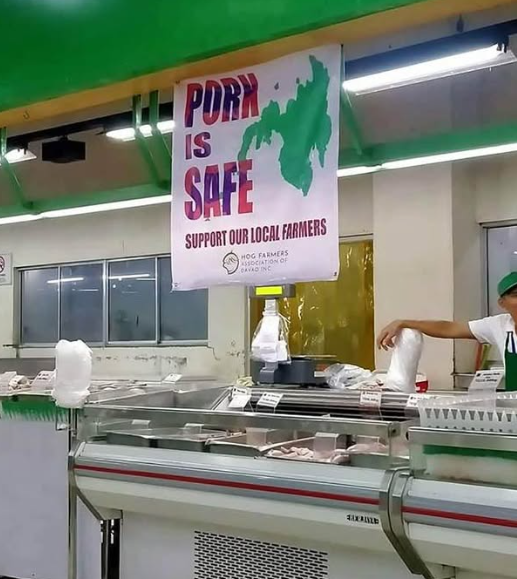 PORK
IS
SAFE
SUPPORT OUR LOCAL FARMERS
HOG FARMERS
ASSOCIATION OF
DAVAO INC.